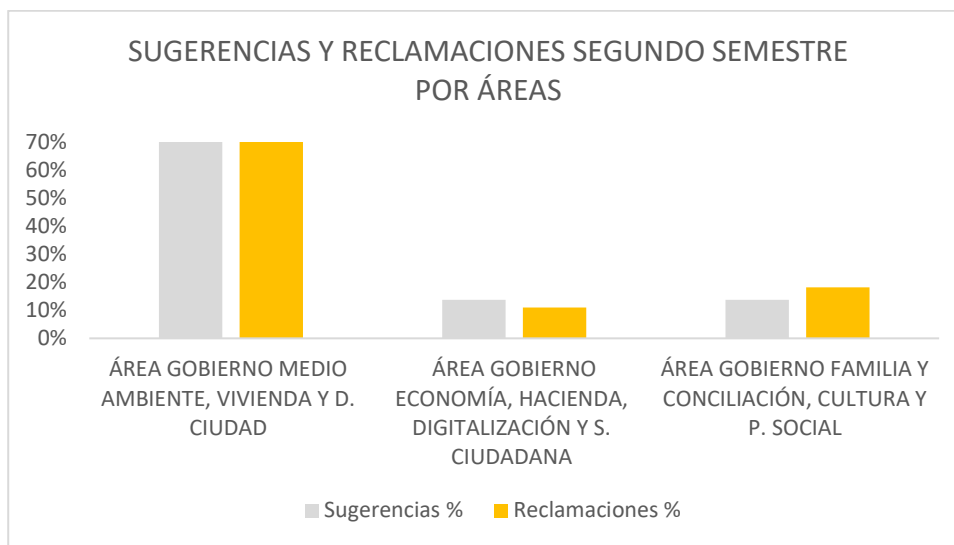 SUGERENCIAS Y RECLAMACIONES SEGUNDO SEMESTRE
POR ÁREAS
70%
60%
50%
40%
30%
20%
10%
0%
ÁREA GOBIERNO MEDIO
AMBIENTE, VIVIENDA Y D.
CIUDAD
ÁREA GOBIERNO
ECONOMÍA, HACIENDA,
DIGITALIZACIÓN Y S.
CIUDADANA
ÁREA GOBIERNO FAMILIA Y
CONCILIACIÓN, CULTURA Y
P. SOCIAL
Sugerencias %
Reclamaciones %